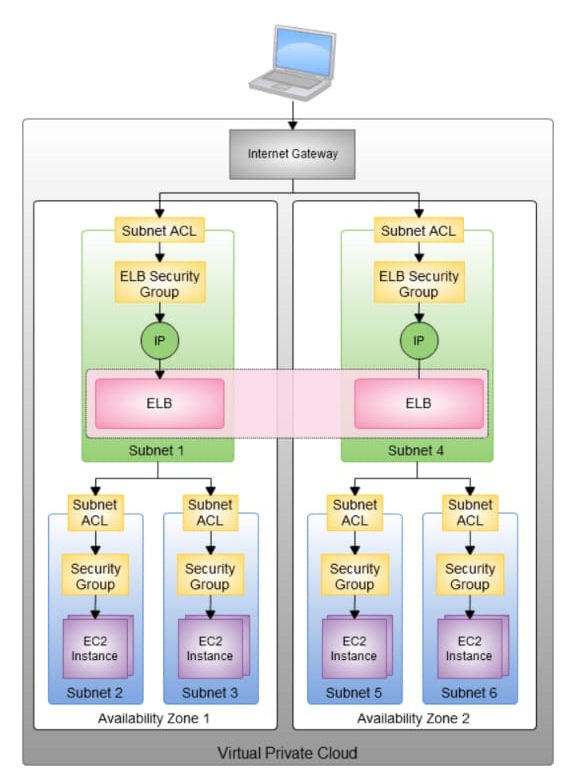 Internet Gateway
Subnet ACL
ELB Security
Group
IP
ELB
Subnet 1
Subnet ACL
ELB Security
Group
IP
ELB
Subnet 4
Subnet
ACL
Security
Group
EC2
Instance
Subnet 2
Subnet
ACL
Security
Group
EC2
Instance
Subnet 3
Availability Zone 1
Subnet
ACL
Security
Group
EC2
Instance
Subnet 5
Subnet
ACL
Security
Group
EC2
Instance
Subnet 6
Availability Zone 2
Virtual Private Cloud